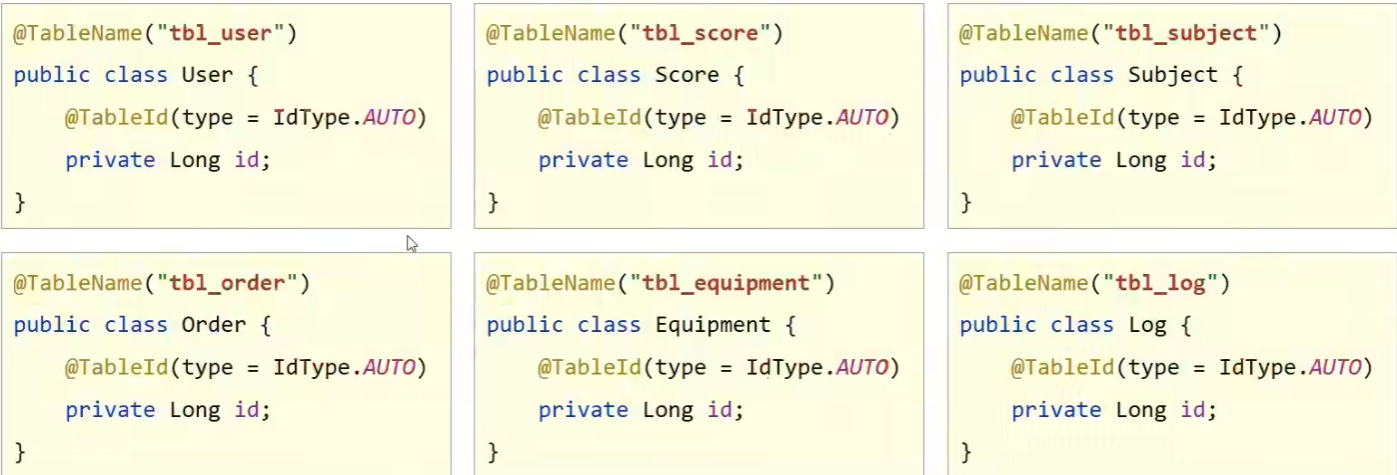 @TableName("tbl_user")
public class User {
    @TableId(type = IdType.AUTO)
    private Long id;
}
@TableName("tbl_score")
public class Score {
    @TableId(type = IdType.AUTO)
    private Long id;
}
@TableName("tbl_subject")
public class Subject {
    @TableId(type = IdType.AUTO)
    private Long id;
}
@TableName("tbl_order")
public class Order {
    @TableId(type = IdType.AUTO)
    private Long id;
}
@TableName("tbl_equipment")
public class Equipment {
    @TableId(type = IdType.AUTO)
    private Long id;
}
@TableName("tbl_log")
public class Log {
    @TableId(type = IdType.AUTO)
    private Long id;
}